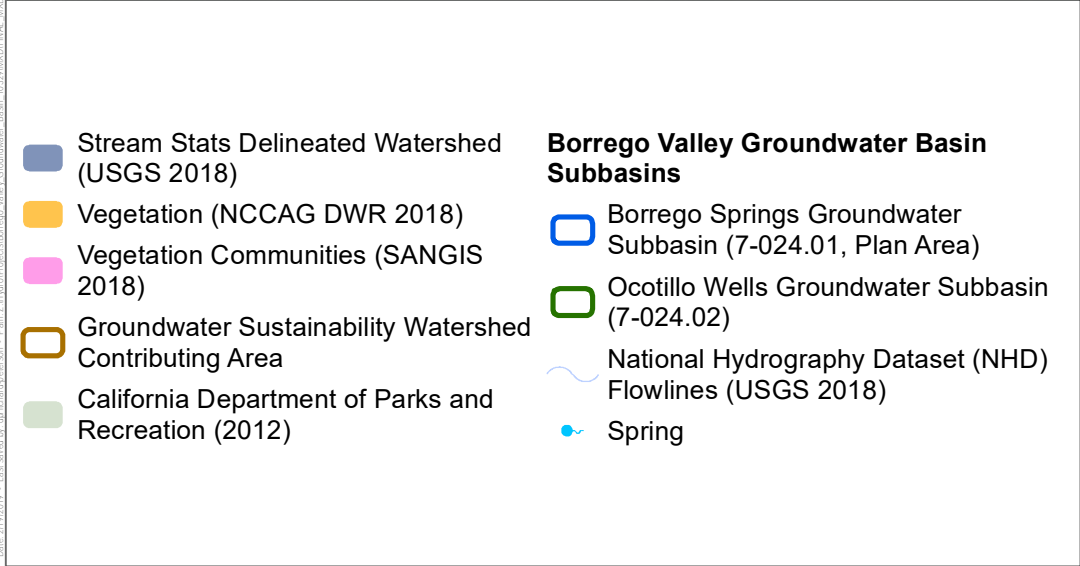 Stream Stats Delineated Watershed
(USGS 2018)
Vegetation (NCCAG DWR 2018)
Vegetation Communities (SANGIS
2018)
Groundwater Sustainability Watershed
Contributing Area
California Department of Parks and
Recreation (2012)
Borrego Valley Groundwater Basin
Subbasins
Borrego Springs Groundwater
Subbasin (7-024.01, Plan Area)
Ocotillo Wells Groundwater Subbasin
(7-024.02)
National Hydrography Dataset (NHD)
Flowlines (USGS 2018)
Spring